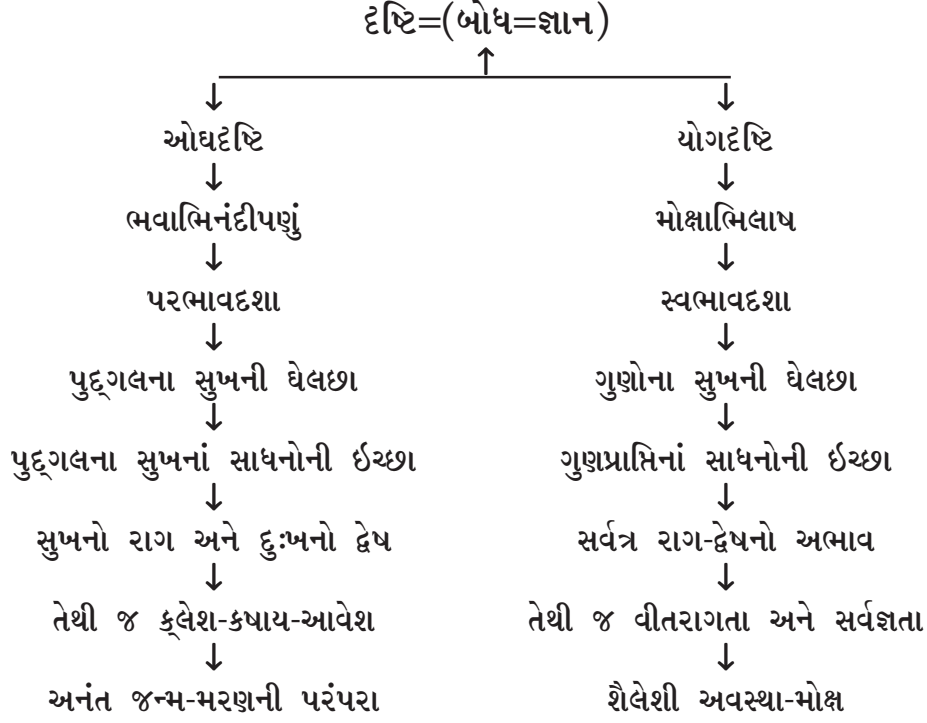 દૃષ્ટિ=(બોધ=જ્ઞાન)
↑
↓ ↓
ઓઘદૃષ્ટિ યોગદૃષ્ટિ
↓ ↓
ભવાભિનંદીપણું મોક્ષાભિલાષ
↓ ↓
પરભાવદશા સ્વભાવદશા
↓ ↓
પુદ્ગલના સુખની ઘેલછા ગુણોના સુખની ઘેલછા
↓ ↓
પુદ્ગલના સુખનાં સાધનોની ઇચ્છા ગુણપ્રાપ્તિનાં સાધનોની ઇચ્છા
↓ ↓
સુખનો રાગ અને દુઃખનો દ્વેષ સર્વત્ર રાગ-દ્વેષનો અભાવ
↓ ↓
તેથી જ ક્લેશ-કષાય-આવેશ તેથી જ વીતરાગતા અને સર્વજ્ઞતા
↓ ↓
અનંત જન્મ-મરણની પરંપરા શૈલેશી અવસ્થા-મોક્ષ